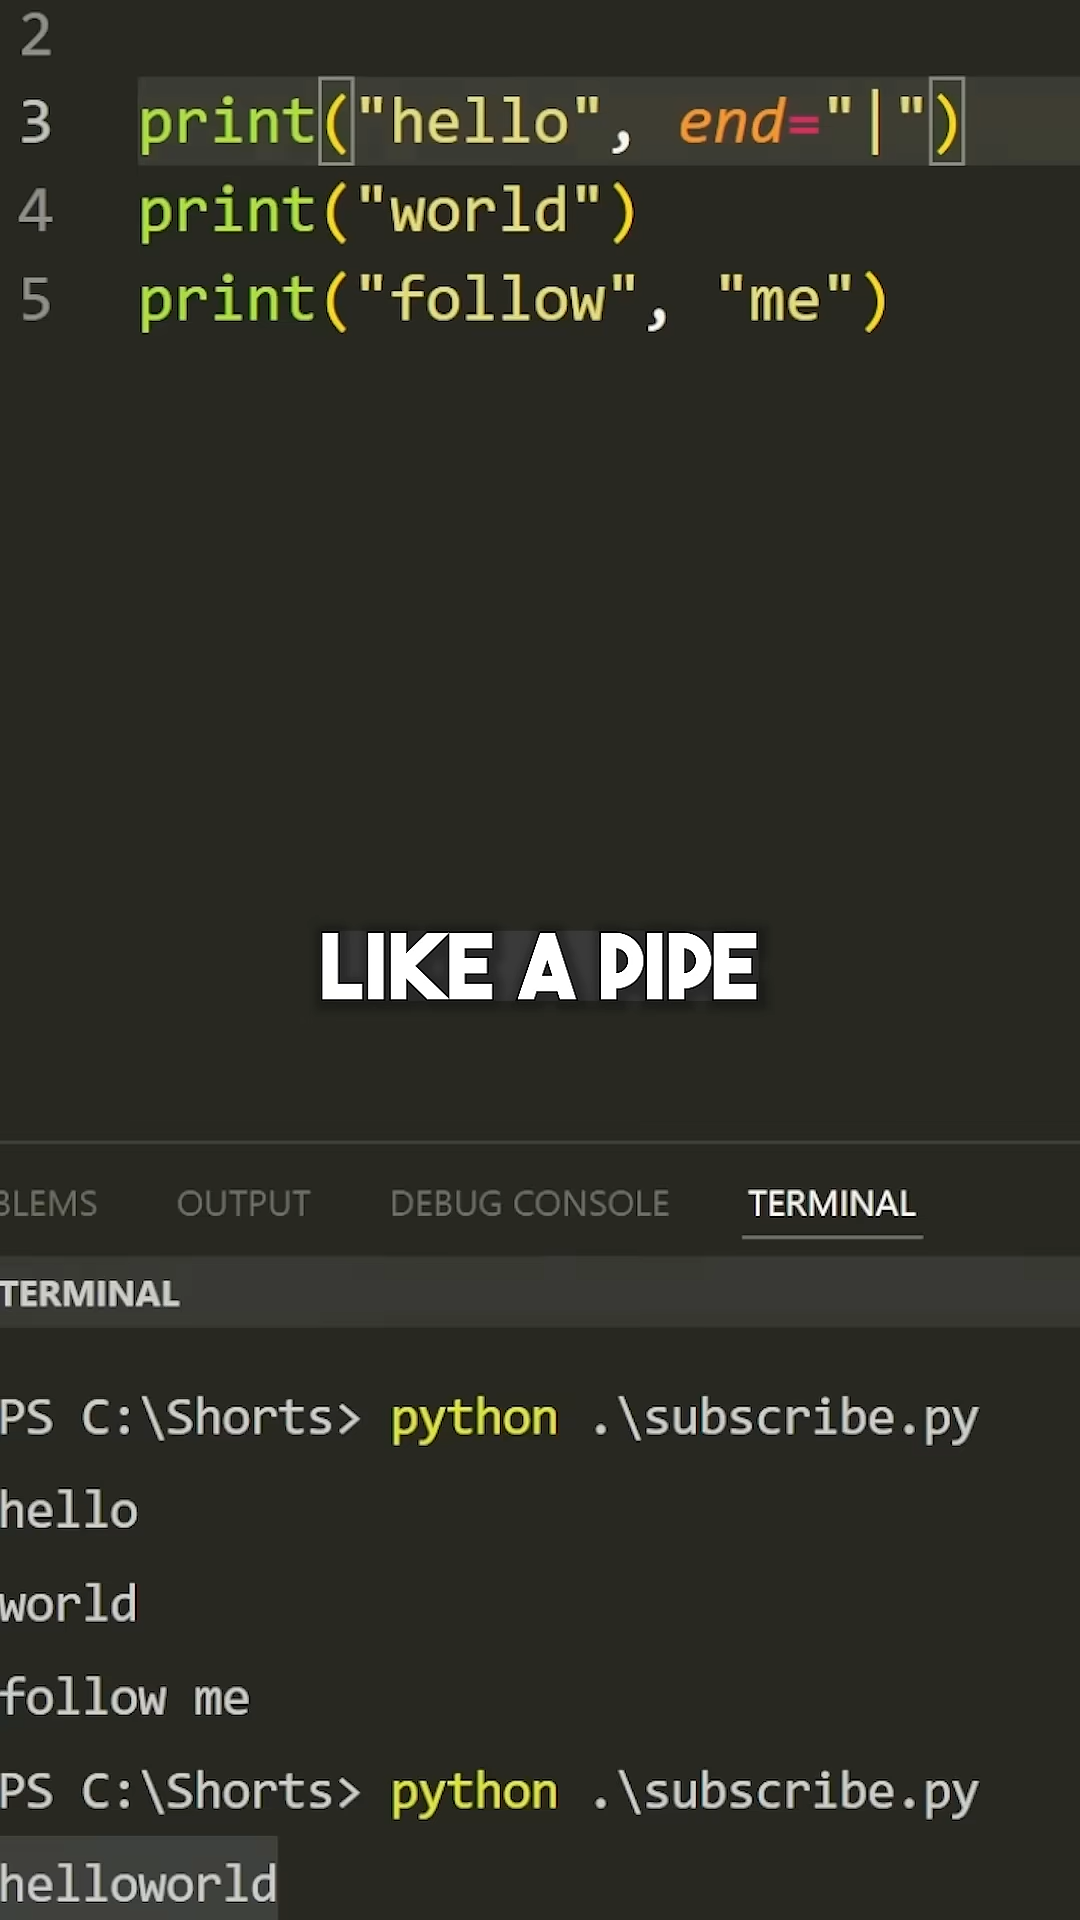 2
3 print("hello", end="|")
4 print("world")
5 print("follow", "me")
LIKE A PIPE
BLEMS OUTPUT DEBUG CONSOLE TERMINAL
TERMINAL
PS C:\Shorts> python .\subscribe.py
hello
world
follow me
PS C:\Shorts> python .\subscribe.py
helloworld